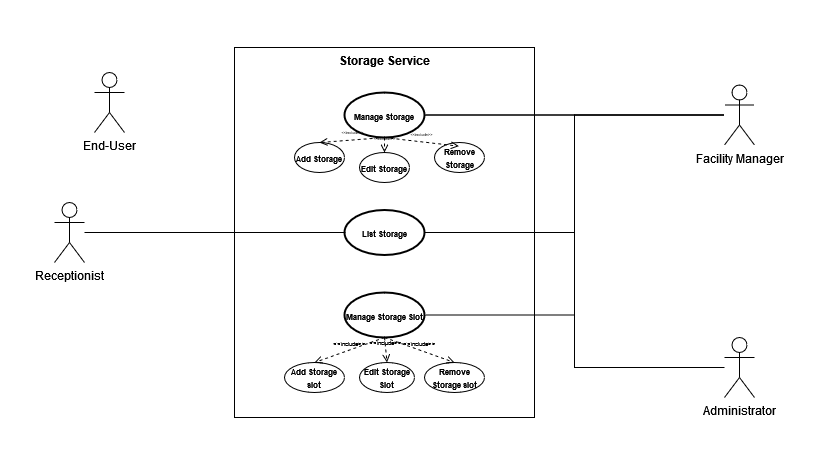 Storage Service
End-User
Manage Storage
Facility Manager
<<include>>
<<include>>
Add Storage
Edit Storage
Remove
Storage
Receptionist
List Storage
Manage Storage Slot
<<include>>
<<include>>
<<include>>
Add Storage
slot
Edit Storage
Slot
Remove
Storage slot
Administrator